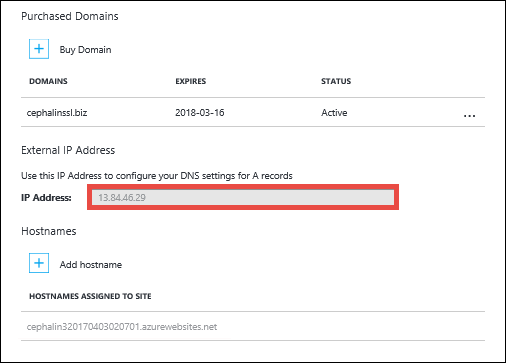 Purchased Domains
+ Buy Domain
DOMAINS EXPIRES STATUS
cephalinssl.biz 2018-03-16 Active ...
External IP Address
Use this IP Address to configure your DNS settings for A records
IP Address: 13.84.46.29
Hostnames
+ Add hostname
HOSTNAMES ASSIGNED TO SITE
cephalin320170403020701.azurewebsites.net